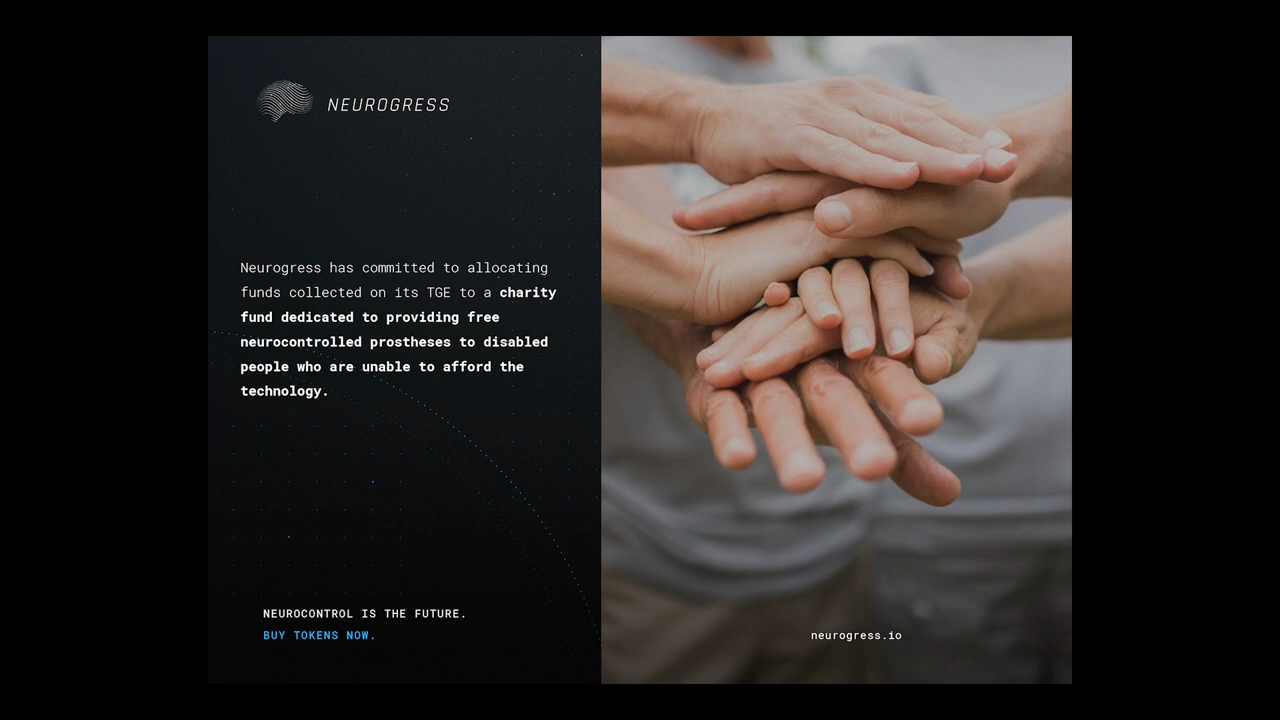 NEUROGRESS
Neurogress has committed to allocating
funds collected on its TGE to a charity
fund dedicated to providing free
neurocontrolled prostheses to disabled
people who are unable to afford the
technology.
NEUROCONTROL IS THE FUTURE.
BUY TOKENS NOW.
neurogress.io